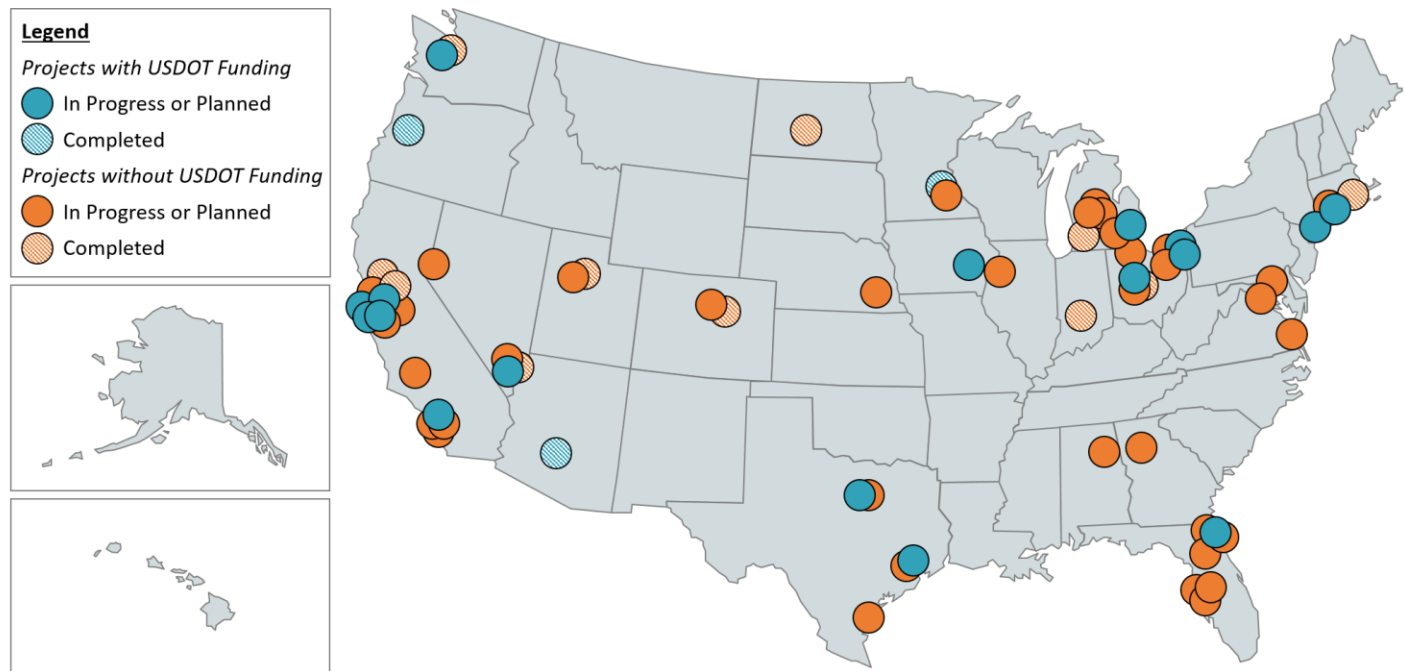 Legend
Projects with USDOT Funding
In Progress or Planned
Completed
Projects without USDOT Funding
In Progress or Planned
Completed